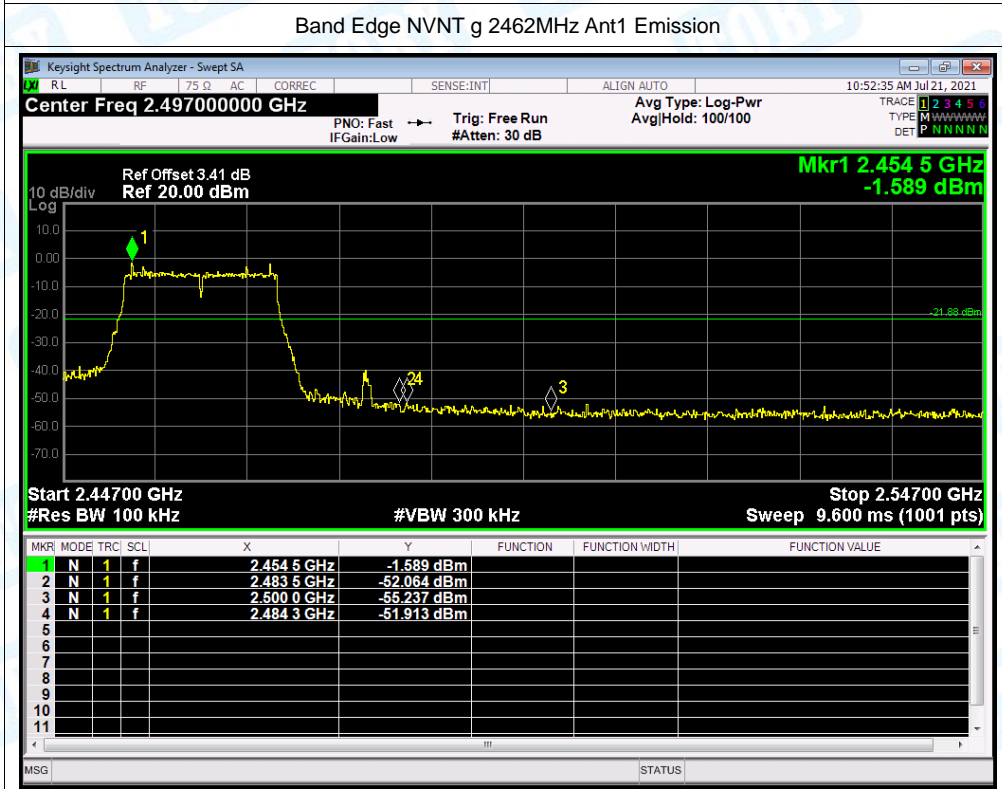 Band Edge NVNT g 2462MHz Ant1 Emission
Keysight Spectrum Analyzer - Swept SA
LXI RL RF 75 Ω AC CORREC SENSE:INT ALIGN AUTO 10:52:35 AM Jul 21, 2021
Center Freq 2.497000000 GHz
PNO: Fast
IFGain:Low
Trig: Free Run
#Atten: 30 dB
Avg Type: Log-Pwr
Avg|Hold: 100/100
TRACE 1 2 3 4 5 6
TYPE M WWWWW
DET P N N N N N
Mkr1 2.454 5 GHz
-1.589 dBm
Ref Offset 3.41 dB
10 dB/div Ref 20.00 dBm
Log
10.0
0.00
-10.0
-20.0
-30.0
-40.0
-50.0
-60.0
-70.0
1
-21.88 dBm
2 4
3
Start 2.44700 GHz Stop 2.54700 GHz
#Res BW 100 kHz #VBW 300 kHz Sweep 9.600 ms (1001 pts)
MKR MODE TRC SCL X Y FUNCTION FUNCTION WIDTH FUNCTION VALUE
1 N 1 f 2.454 5 GHz -1.589 dBm
2 N 1 f 2.483 5 GHz -52.064 dBm
3 N 1 f 2.500 0 GHz -55.237 dBm
4 N 1 f 2.484 3 GHz -51.913 dBm
5
6
7
8
9
10
11
MSG STATUS